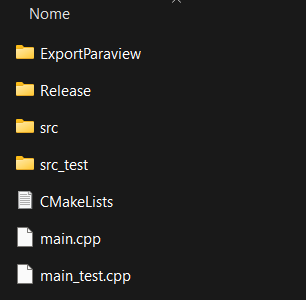 Nome
ExportParaview
Release
src
src_test
CMakeLists
main.cpp
main_test.cpp